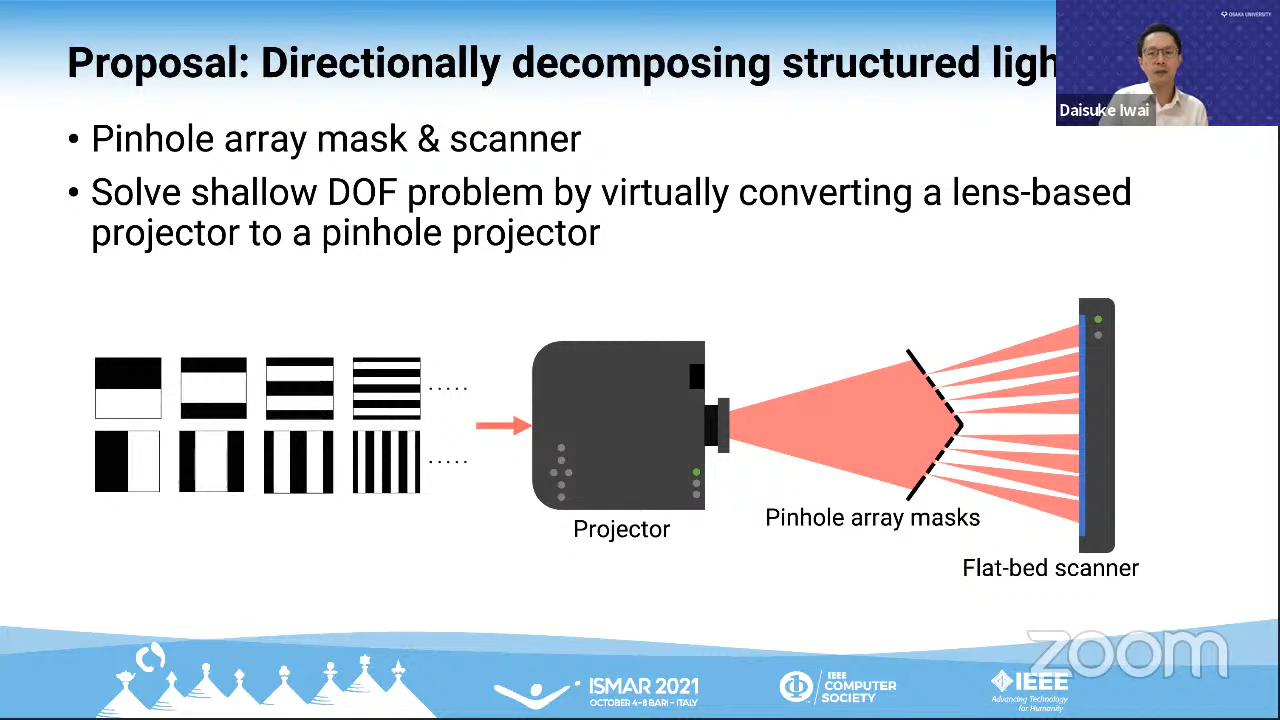 OSAKA UNIVERSITY
Proposal: Directionally decomposing structured ligh
Daisuke Iwai
• Pinhole array mask & scanner
• Solve shallow DOF problem by virtually converting a lens-based
projector to a pinhole projector
.....
.....
Projector
Pinhole array masks
Flat-bed scanner
zoom
ISMAR 2021
OCTOBER 4-8 BARI - ITALY
IEEE
COMPUTER
SOCIETY
IEEE
Advancing Technology
for Humanity